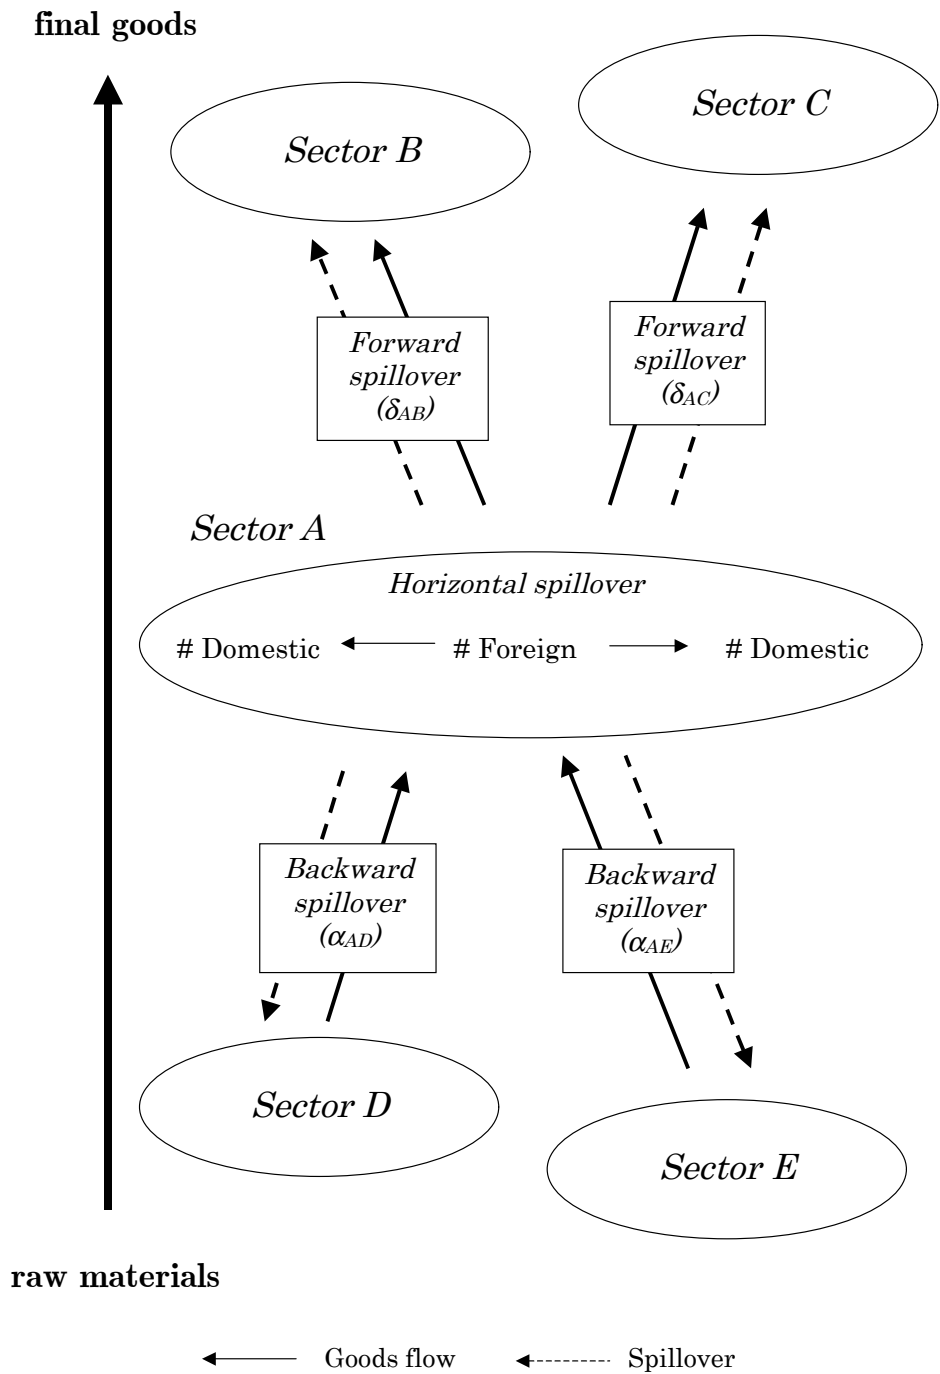 final goods
Sector C
Sector B
Forward
spillover
(δAB)
Forward
spillover
(δAC)
Sector A
Horizontal spillover
# Domestic
# Foreign
# Domestic
Backward
spillover
(αAD)
Backward
spillover
(αAE)
Sector D
Sector E
raw materials
Goods flow
Spillover